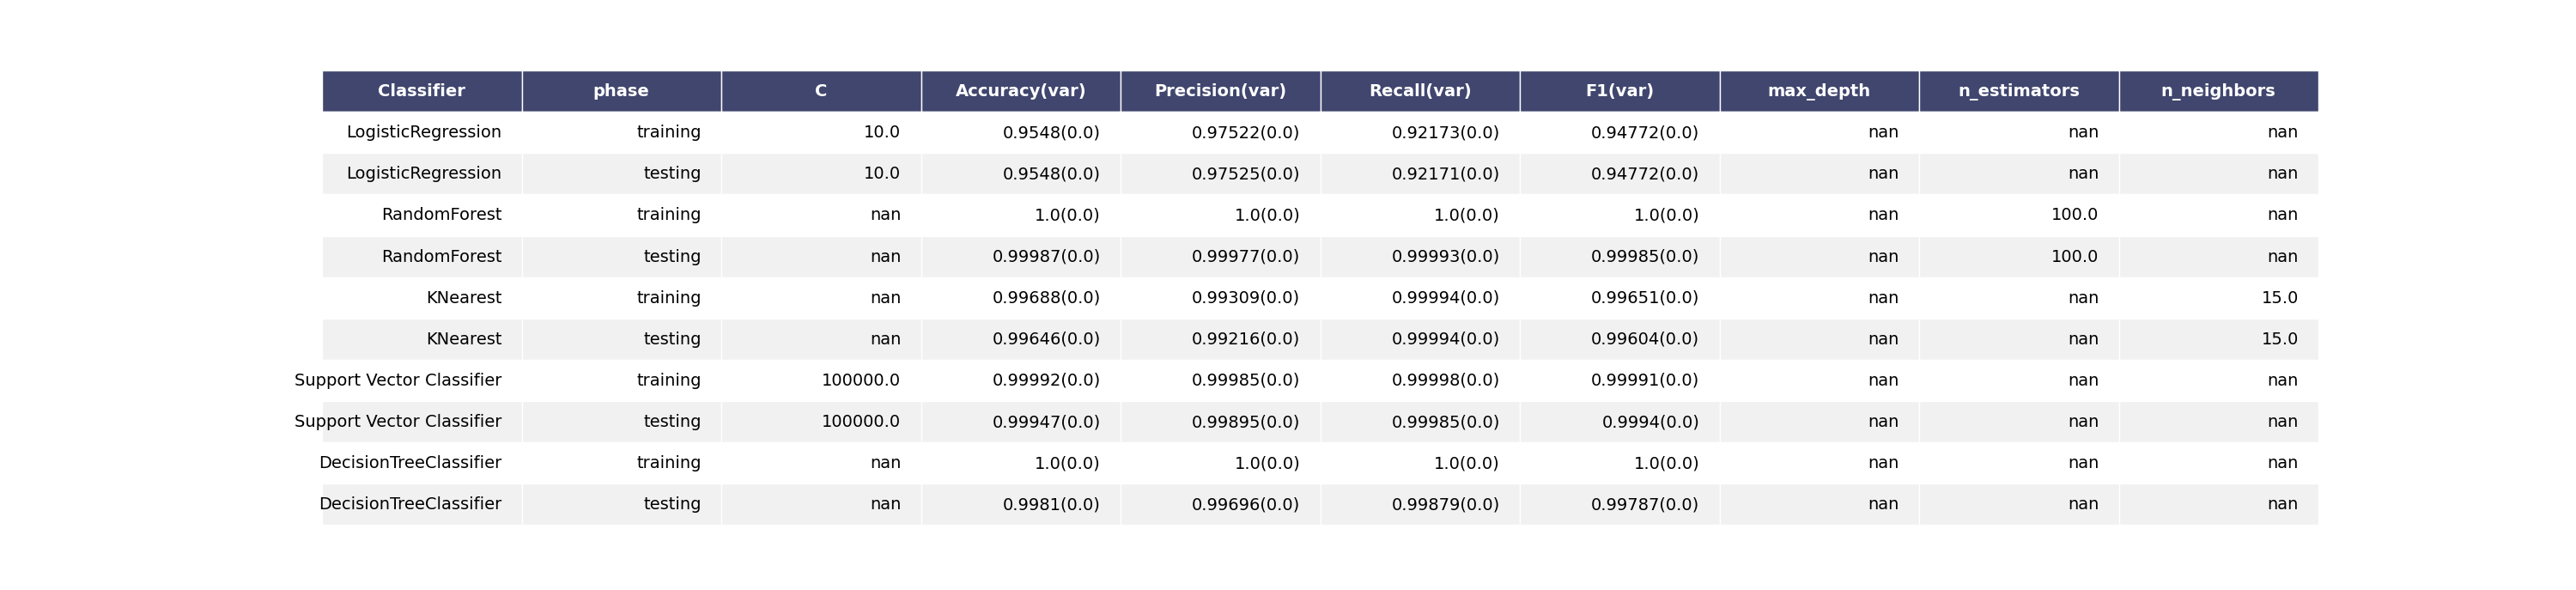 Classifier phase C Accuracy(var) Precision(var) Recall(var) F1(var) max_depth n_estimators n_neighbors
LogisticRegression training 10.0 0.9548(0.0) 0.97522(0.0) 0.92173(0.0) 0.94772(0.0) nan nan nan
LogisticRegression testing 10.0 0.9548(0.0) 0.97525(0.0) 0.92171(0.0) 0.94772(0.0) nan nan nan
RandomForest training nan 1.0(0.0) 1.0(0.0) 1.0(0.0) 1.0(0.0) nan 100.0 nan
RandomForest testing nan 0.99987(0.0) 0.99977(0.0) 0.99993(0.0) 0.99985(0.0) nan 100.0 nan
KNearest training nan 0.99688(0.0) 0.99309(0.0) 0.99994(0.0) 0.99651(0.0) nan nan 15.0
KNearest testing nan 0.99646(0.0) 0.99216(0.0) 0.99994(0.0) 0.99604(0.0) nan nan 15.0
Support Vector Classifier training 100000.0 0.99992(0.0) 0.99985(0.0) 0.99998(0.0) 0.99991(0.0) nan nan nan
Support Vector Classifier testing 100000.0 0.99947(0.0) 0.99895(0.0) 0.99985(0.0) 0.9994(0.0) nan nan nan
DecisionTreeClassifier training nan 1.0(0.0) 1.0(0.0) 1.0(0.0) 1.0(0.0) nan nan nan
DecisionTreeClassifier testing nan 0.9981(0.0) 0.99696(0.0) 0.99879(0.0) 0.99787(0.0) nan nan nan